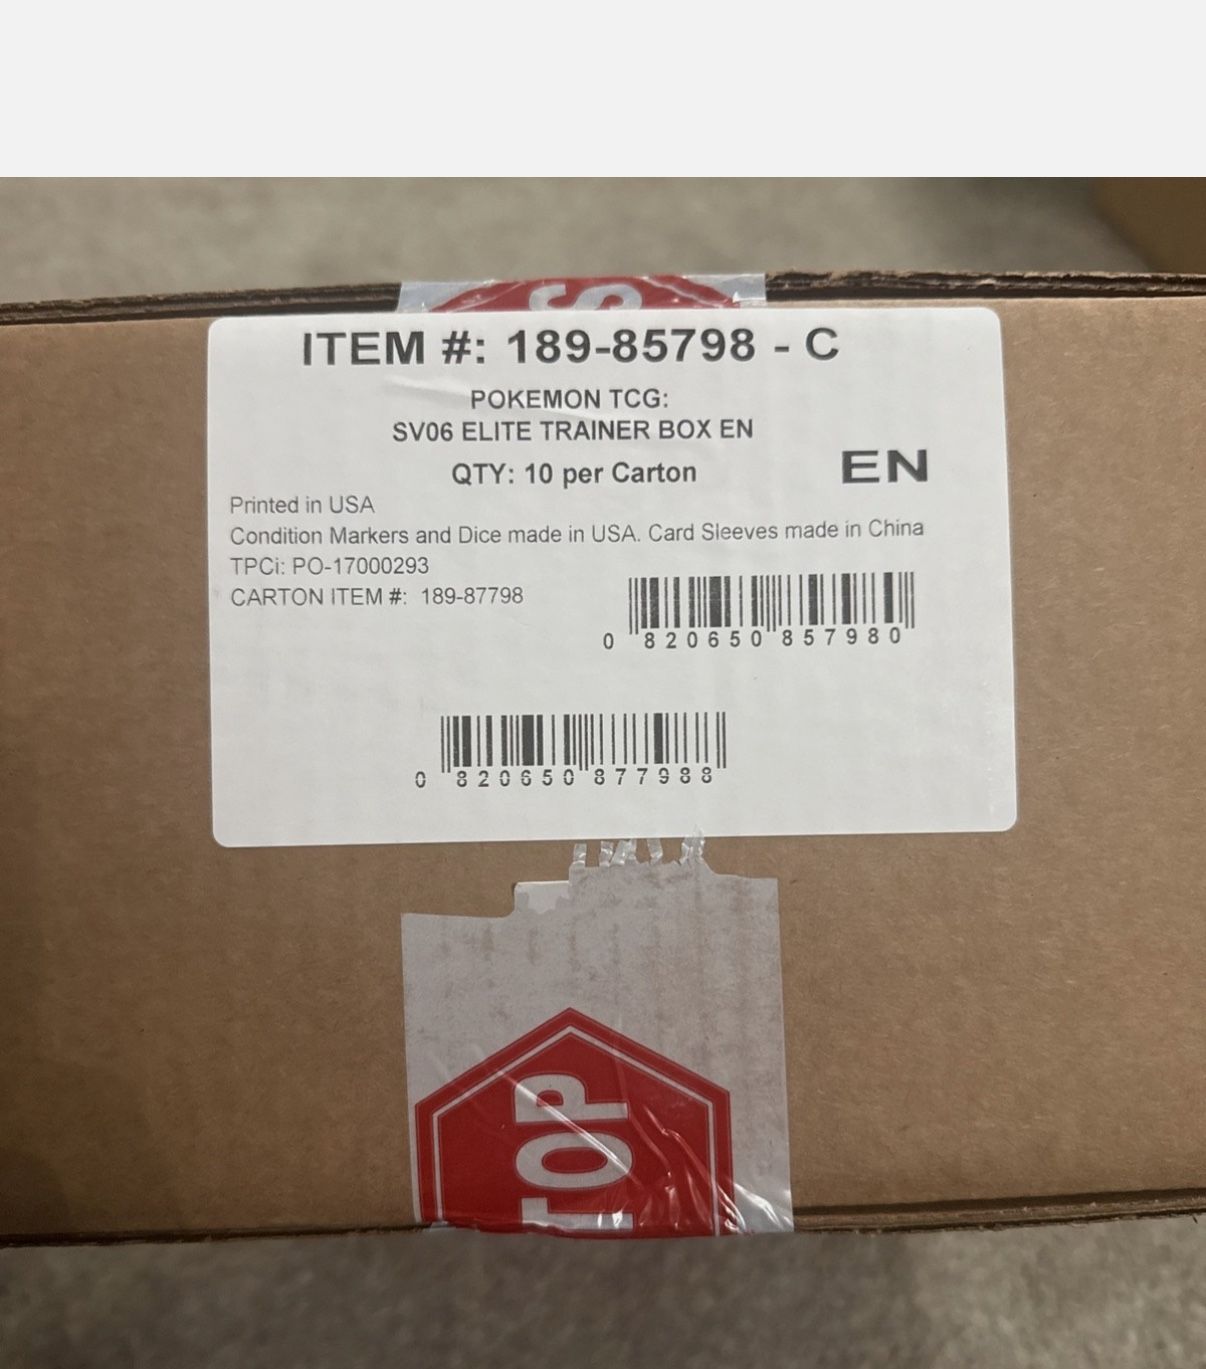 ITEM #: 189-85798 - C
POKEMON TCG:
SV06 ELITE TRAINER BOX EN
QTY: 10 per Carton
EN
Printed in USA
Condition Markers and Dice made in USA. Card Sleeves made in China
TPCi: PO-17000293
CARTON ITEM #: 189-87798
0 820650 857980
0 820650 877988
TOP